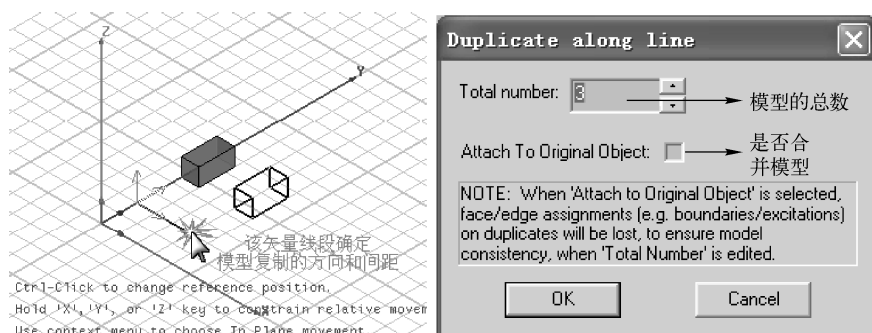 Z
Y
该矢量线段确定
模型复制的方向和间距
Ctrl-Click to change reference position.
Hold 'X','Y', or 'Z' key to constrain relative movem
Use context menu to choose In Plane movement
Duplicate along line
Total number: 3
模型的总数
Attach To Original Object:
是否合
并模型
NOTE: When 'Attach to Original Object' is selected,
face/edge assignments (e.g. boundaries/excitations)
on duplicates will be lost, to ensure model
consistency, when 'Total Number' is edited.
OK
Cancel